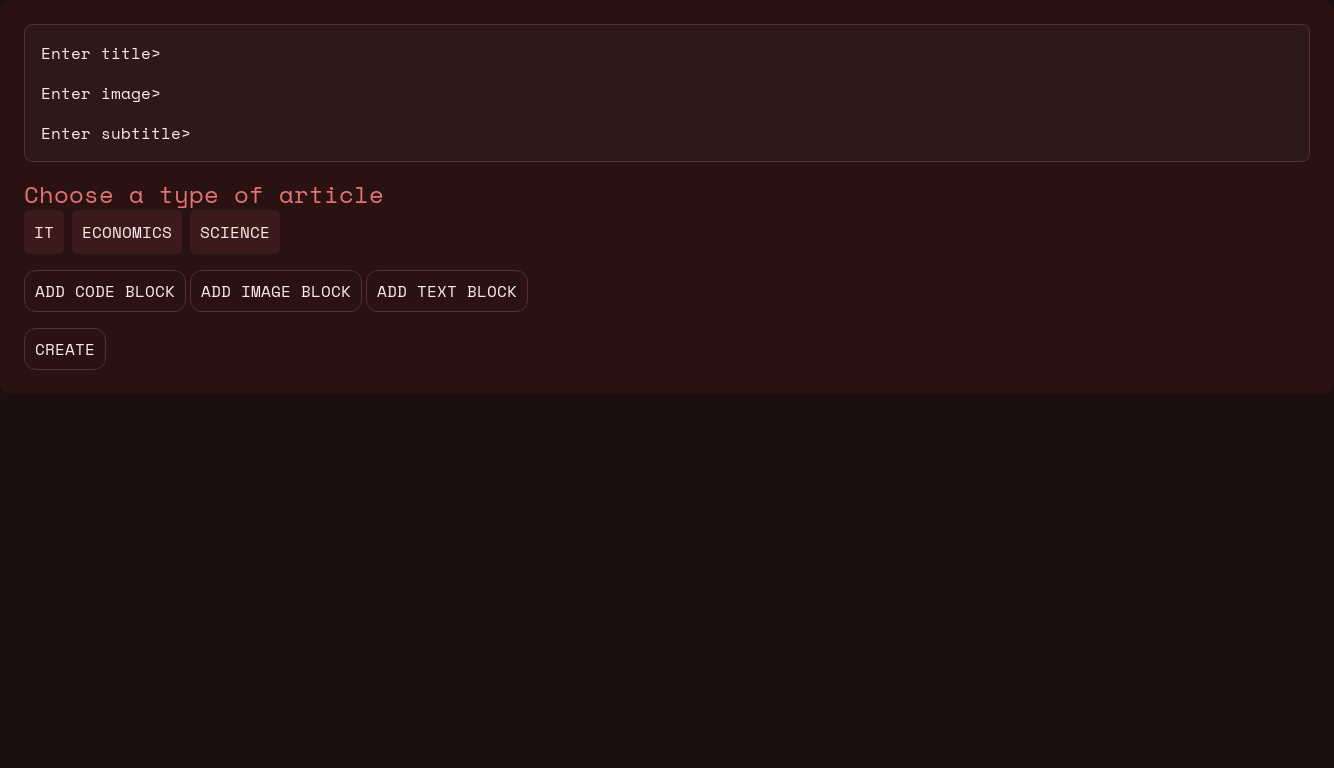 Enter title>
Enter image>
Enter subtitle>
Choose a type of article
IT ECONOMICS SCIENCE
ADD CODE BLOCK ADD IMAGE BLOCK ADD TEXT BLOCK
CREATE